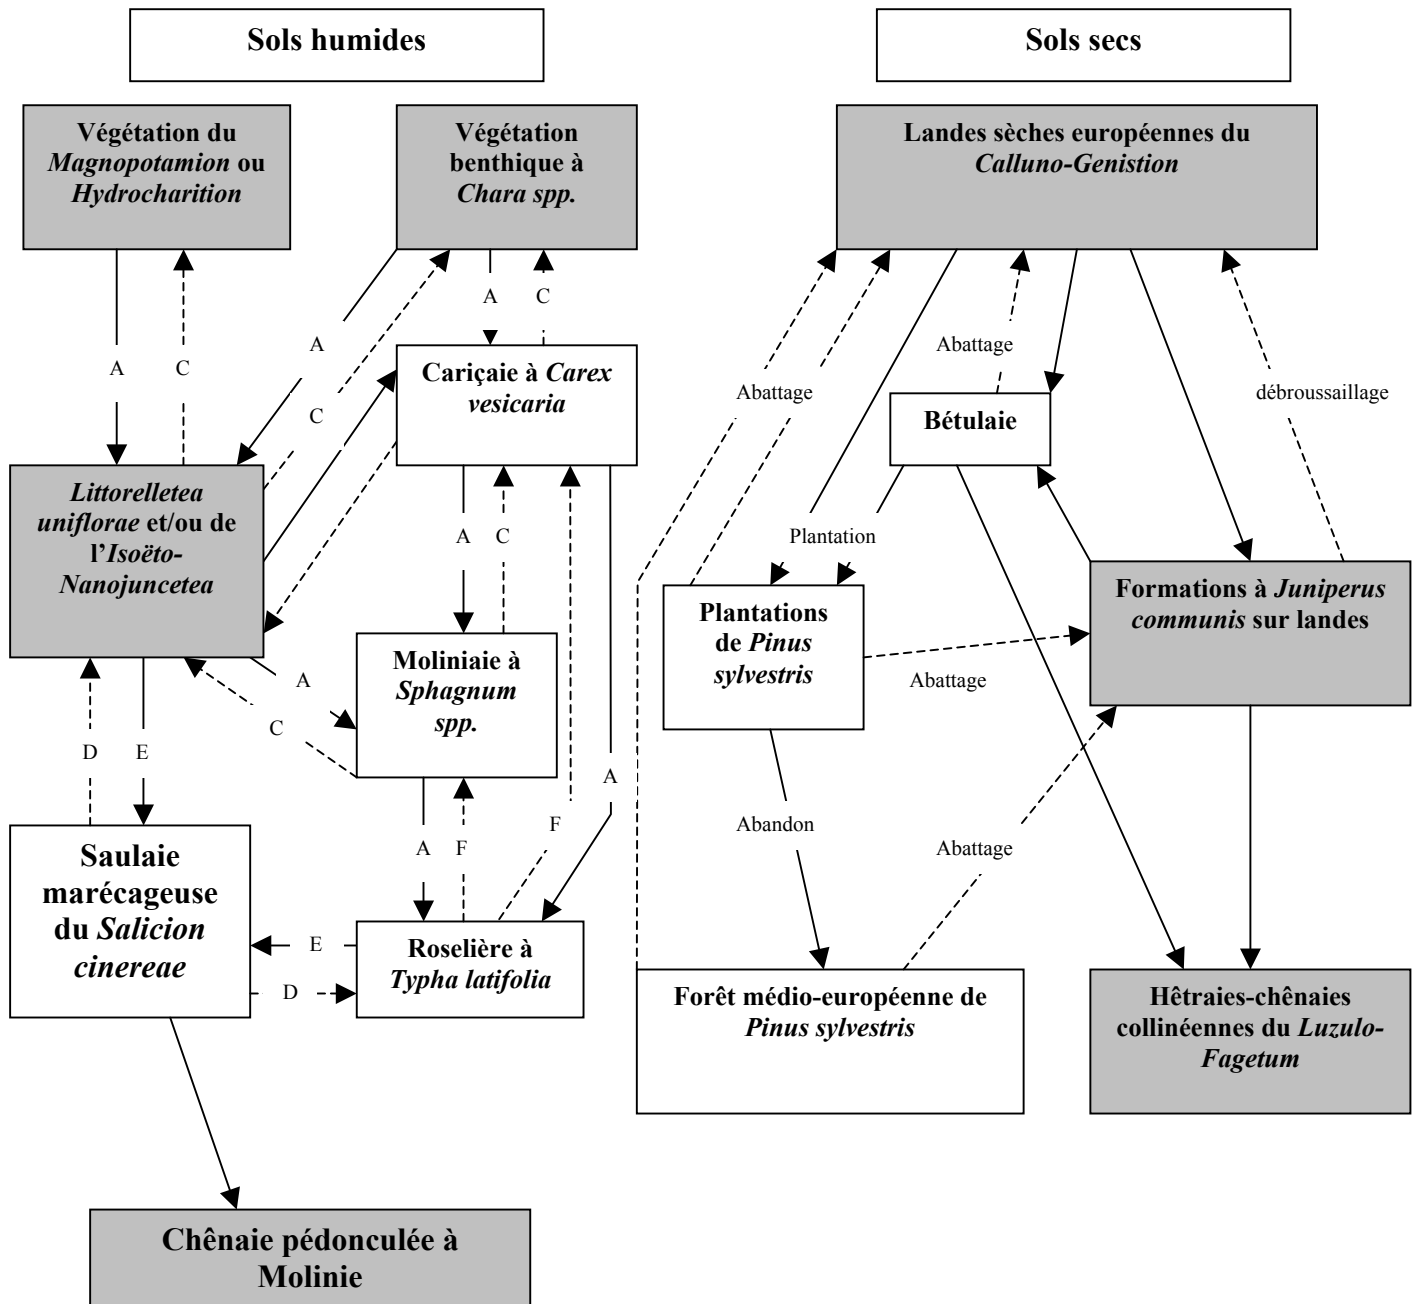 Sols humides
Sols secs
Végétation du
Magnopotamion ou
Hydrocharition
Végétation
benthique à
Chara spp.
Landes sèches européennes du
Calluno-Genistion
A
C
A
C
A
C
A
C
Cariçaie à Carex
vesicaria
Abattage
Abattage
débroussaillage
Bétulaie
Littorelletea
uniflorae et/ou de
l’Isoëto-
Nanojuncetea
A
C
Plantation
Plantations
de Pinus
sylvestris
Formations à Juniperus
communis sur landes
Moliniaie à
Sphagnum
spp.
A
C
Abattage
D
E
A
A
F
F
Abandon
Abattage
Saulaie
marécageuse
du Salicion
cinereae
E
D
Roselière à
Typha latifolia
Forêt médio-européenne de
Pinus sylvestris
Hêtraies-chênaies
collinéennes du Luzulo-
Fagetum
Chênaie pédonculée à
Molinie